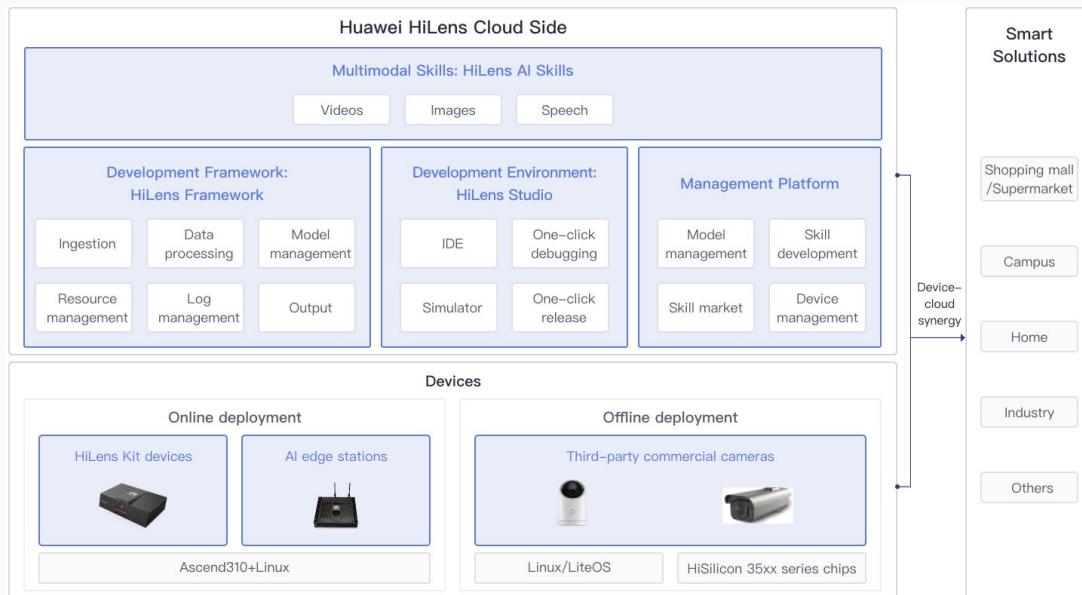 Huawei HiLens Cloud Side
Multimodal Skills: HiLens AI Skills
Videos
Images
Speech
Development Framework:
HiLens Framework
Ingestion
Data
processing
Model
management
Resource
management
Log
management
Output
Development Environment:
HiLens Studio
IDE
One-click
debugging
Simulator
One-click
release
Management Platform
Model
management
Skill
development
Skill market
Device
management
Devices
Online deployment
HiLens Kit devices
AI edge stations
Ascend310+Linux
Offline deployment
Third-party commercial cameras
Linux/LiteOS
HiSilicon 35xx series chips
Device-
cloud
synergy
Smart
Solutions
Shopping mall
/Supermarket
Campus
Home
Industry
Others